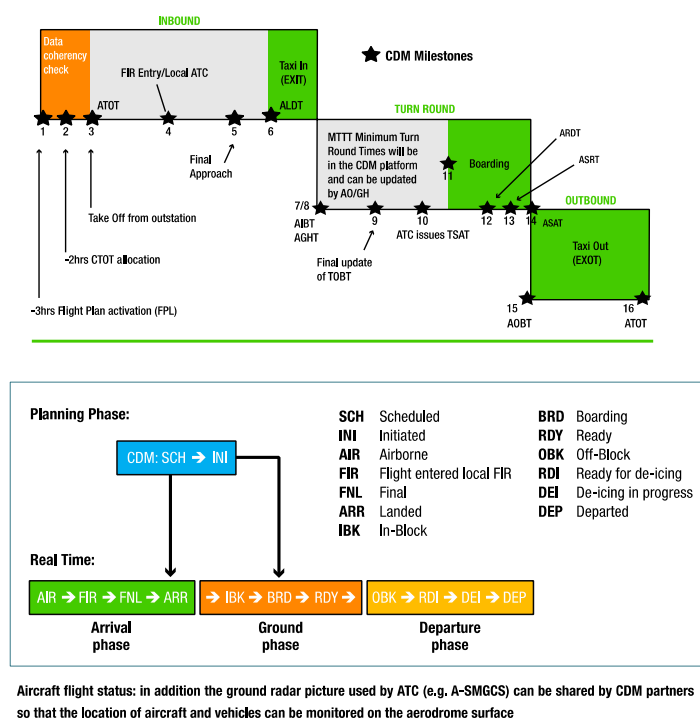 INBOUND
Data
coherency
check
Taxi In
(EXIT)
CDM Milestones
FIR Entry/Local ATC
ATOT
ALDT
1 2 3 4 5 6
TURN ROUND
Final
Approach
MTTT Minimum Turn
Round Times will be
in the CDM platform
and can be updated
by AO/GH
11
Boarding
ARDT
ASRT
Take Off from outstation
7/8
AIBT
AGHT
9 10 12 13 14
ATC issues TSAT
ASAT
OUTBOUND
-2hrs CTOT allocation
Final update
of TOBT
Taxi Out
(EXOT)
-3hrs Flight Plan activation (FPL)
15 16
AOBT ATOT
Planning Phase:
CDM: SCH → INI
SCH Scheduled
INI Initiated
AIR Airborne
FIR Flight entered local FIR
FNL Final
ARR Landed
IBK In-Block
BRD Boarding
RDY Ready
OBK Off-Block
RDI Ready for de-icing
DEI De-icing in progress
DEP Departed
Real Time:
AIR → FIR → FNL → ARR
→ IBK → BRD → RDY →
OBK → RDI → DEI → DEP
Arrival
phase
Ground
phase
Departure
phase
Aircraft flight status: in addition the ground radar picture used by ATC (e.g. A-SMGCS) can be shared by CDM partners
so that the location of aircraft and vehicles can be monitored on the aerodrome surface